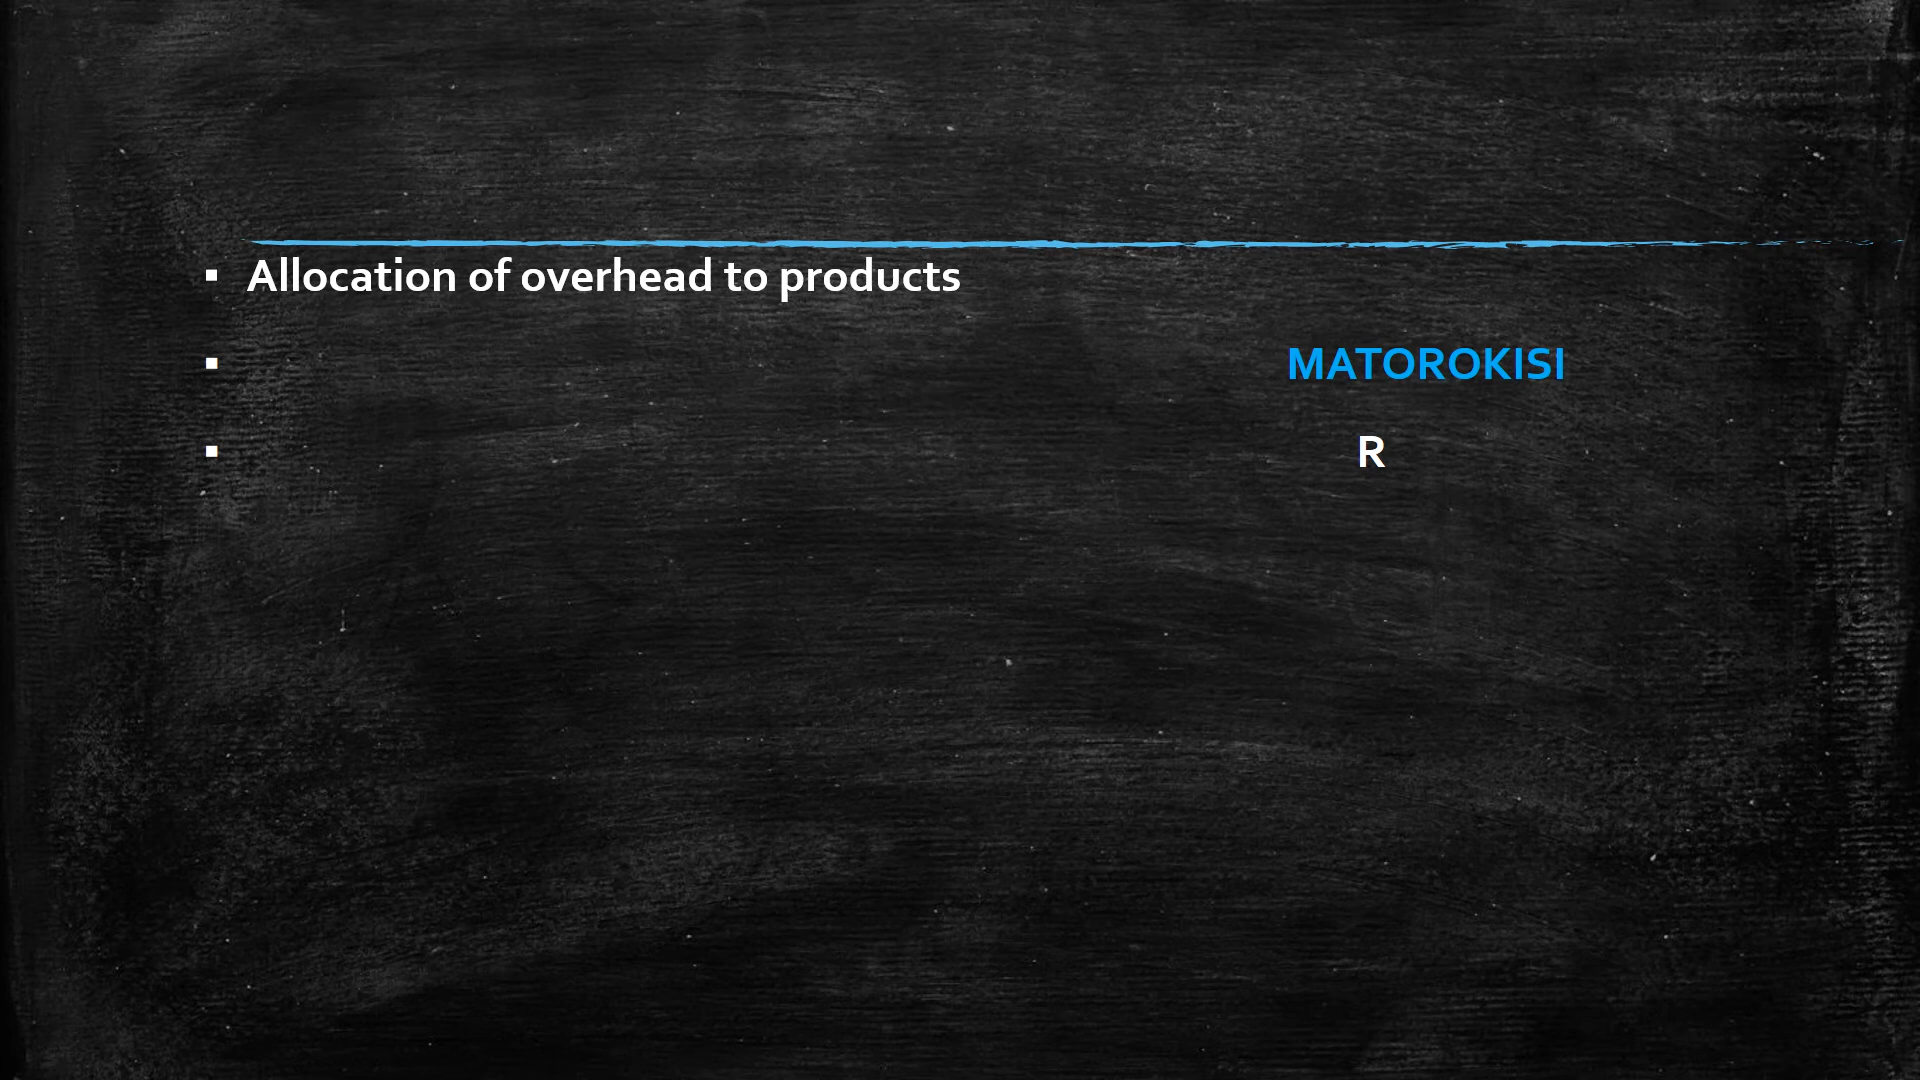 ▪ Allocation of overhead to products
▪ MATOROKISI
▪ R